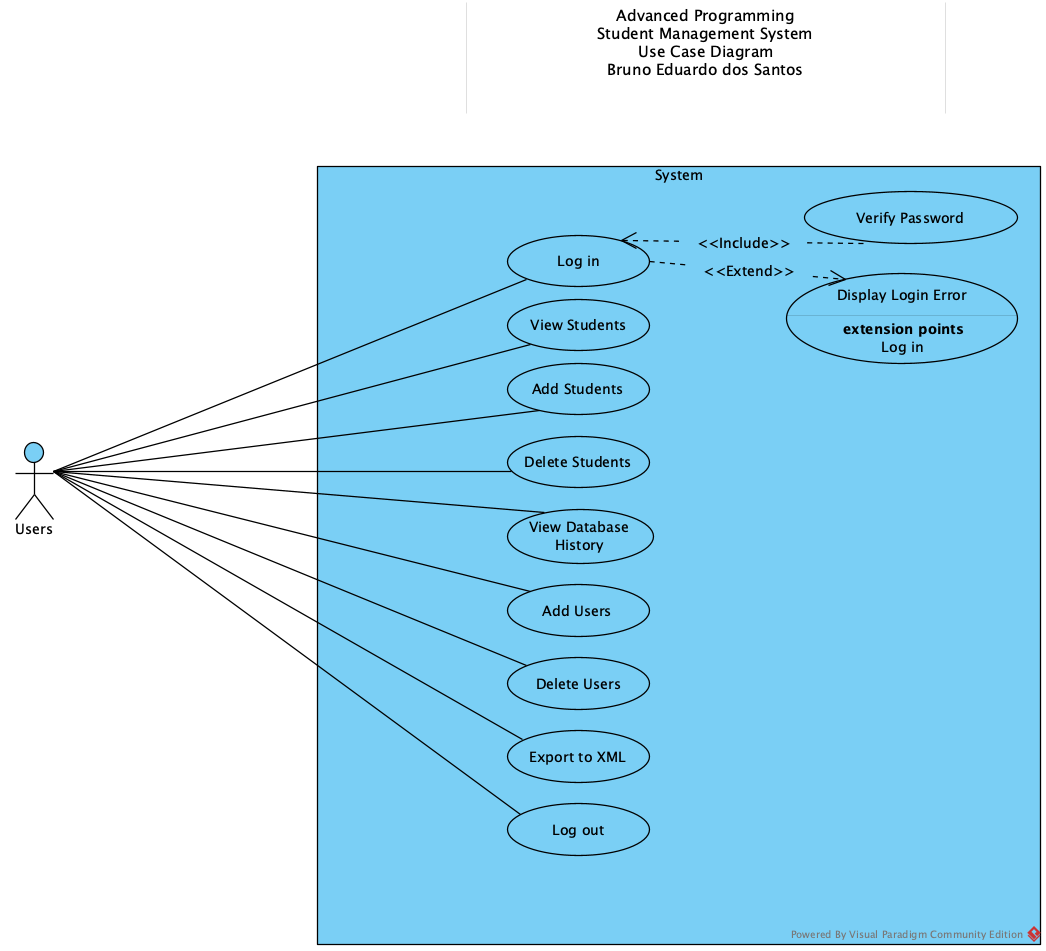 Advanced Programming
Student Management System
Use Case Diagram
Bruno Eduardo dos Santos
System
Verify Password
<<Include>>
Log in
<<Extend>>
Display Login Error
extension points
Log in
View Students
Add Students
Delete Students
Users
View Database
History
Add Users
Delete Users
Export to XML
Log out
Powered By Visual Paradigm Community Edition